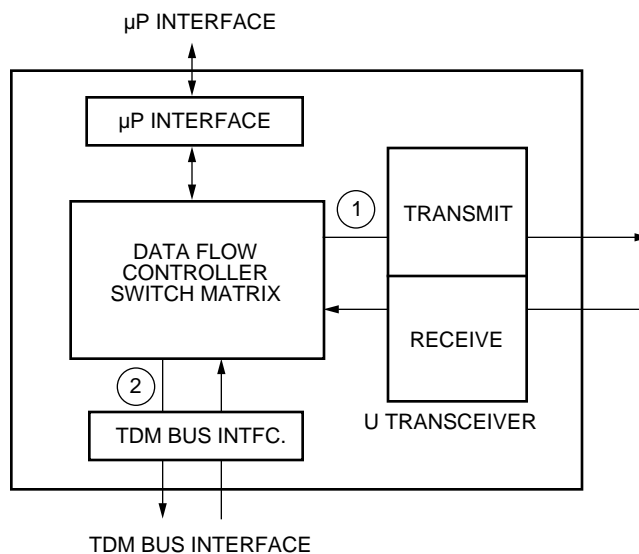 µP INTERFACE
µP INTERFACE
1
TRANSMIT
DATA FLOW
CONTROLLER
SWITCH MATRIX
RECEIVE
2
TDM BUS INTFC.
U TRANSCEIVER
TDM BUS INTERFACE